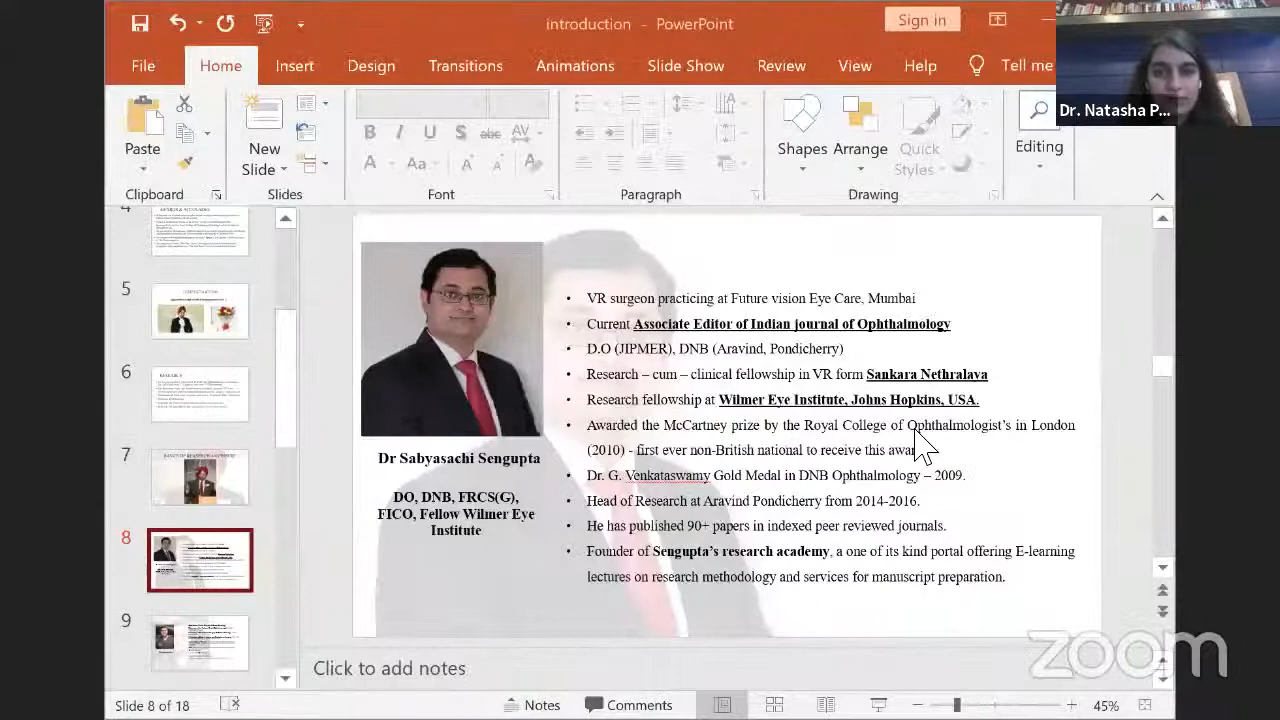 introduction - PowerPoint
Sign in
File Home Insert Design Transitions Animations Slide Show Review View Help Tell me
Dr. Natasha P...
Paste
New
Slide
Shapes Arrange Quick
Styles
Editing
Clipboard Slides Font Paragraph Drawing
4
5
6
RESEARCH
7
8
9
Dr Sabyasachi Sengupta
DO, DNB, FRCS(G),
FICO, Fellow Wilmer Eye
Institute
• VR surgeon practicing at Future vision Eye Care, Mumbai
• Current Associate Editor of Indian journal of Ophthalmology
• D.O (JIPMER), DNB (Aravind, Pondicherry)
• Research – cum – clinical fellowship in VR form
• Research fellowship at Wilmer Eye Institute, Johns Hopkins, USA.
• Awarded the McCartney prize by the Royal College of Ophthalmologist's in London
(2010) - first ever non-British national to receive this
• Dr. G. Venkataswamy Gold Medal in DNB Ophthalmology – 2009.
• Head of Research at Aravind Pondicherry from 2014-2016.
• He has published 90+ papers in indexed peer reviewed journals.
• Sengupta's research academy, a one of portal offering E-learning
lectures on research methodology and services for manuscript preparation.
Click to add notes
zoom
Slide 8 of 18 Notes Comments 45%